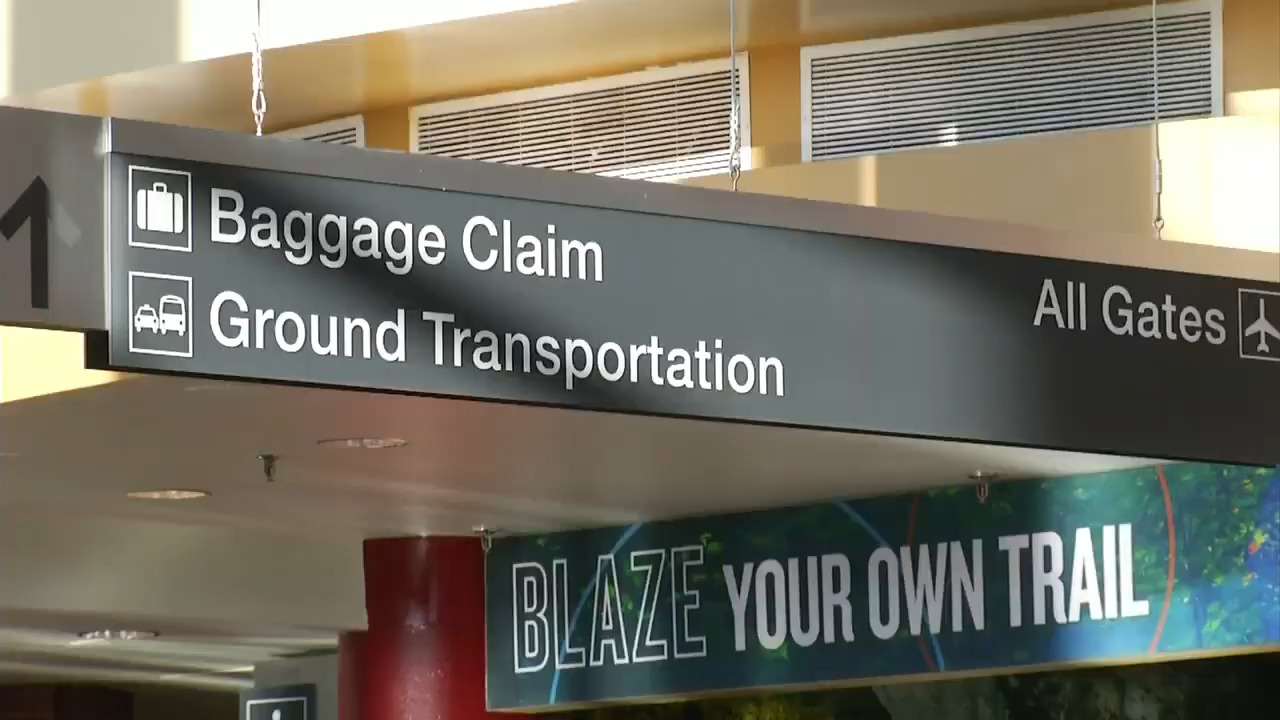 Baggage Claim
Ground Transportation
All Gates
BLAZE YOUR OWN TRAIL